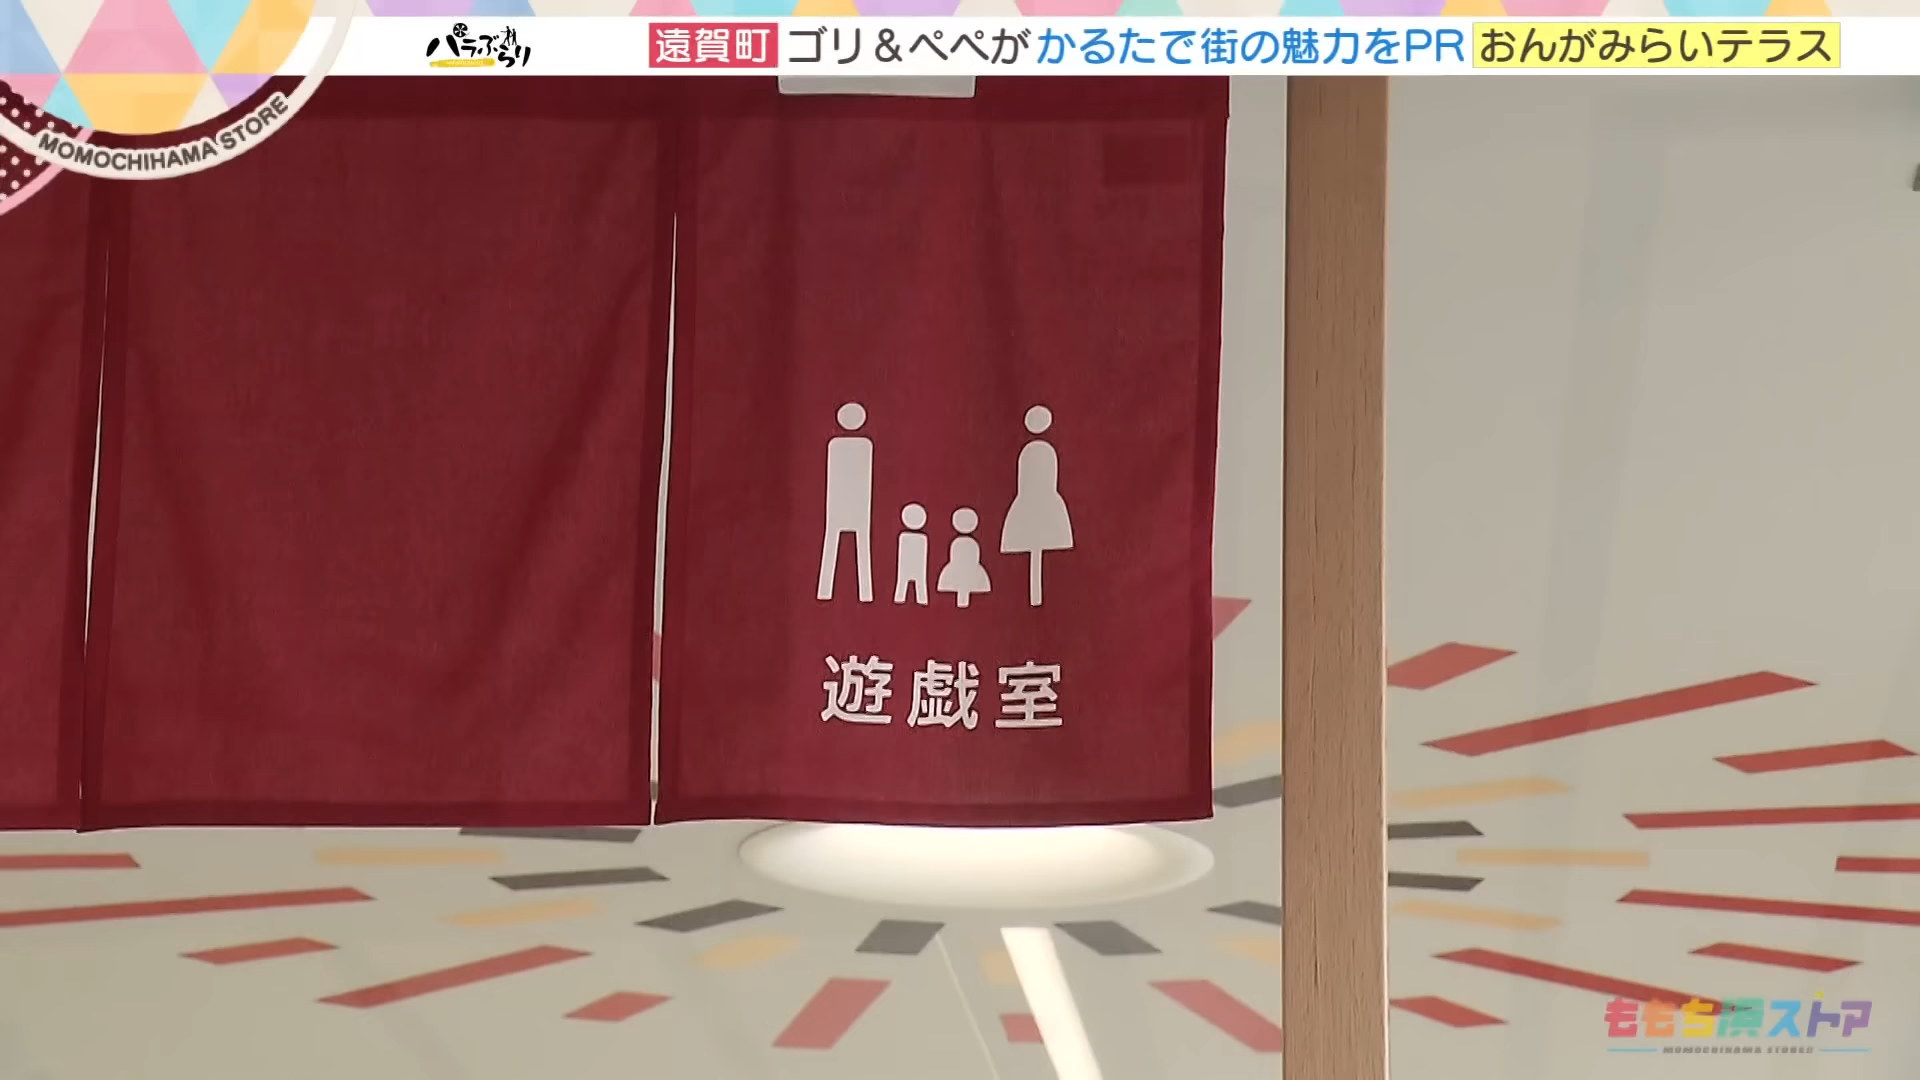 MOMOCHIHAMA STORE
パラぶらり
遠賀町 ゴリ&ペペがかるたで街の魅力をPR おんがみらいテラス
遊戯室
ももち浜ストア
MOMOCHIHAMA STORE